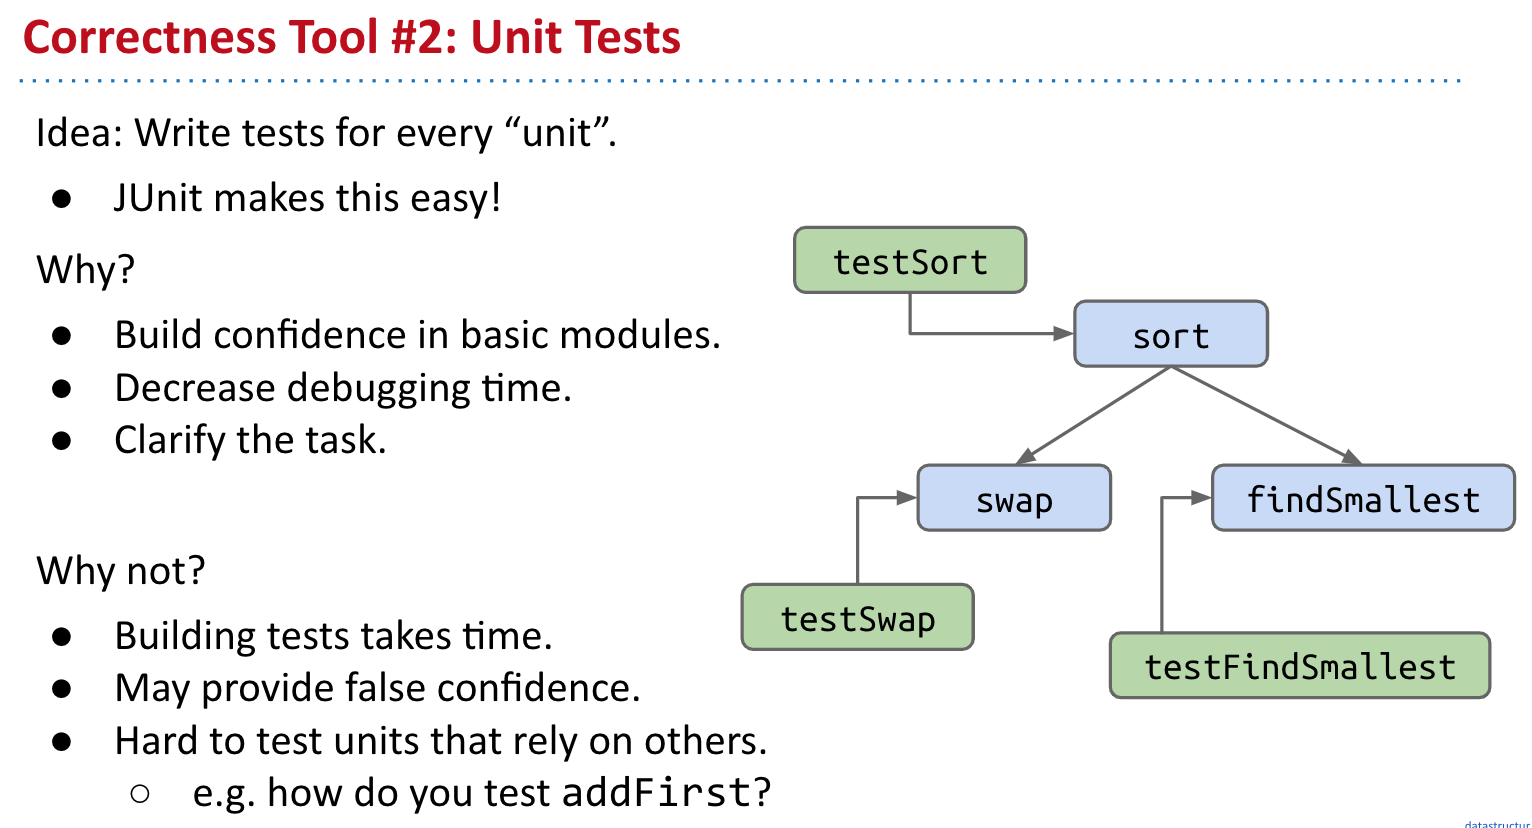 Correctness Tool #2: Unit Tests
Idea: Write tests for every “unit”.
● JUnit makes this easy!
Why?
● Build confidence in basic modules.
● Decrease debugging time.
● Clarify the task.
Why not?
● Building tests takes time.
● May provide false confidence.
● Hard to test units that rely on others.
○ e.g. how do you test addFirst?
testSort
sort
swap
findSmallest
testSwap
testFindSmallest
datastructur